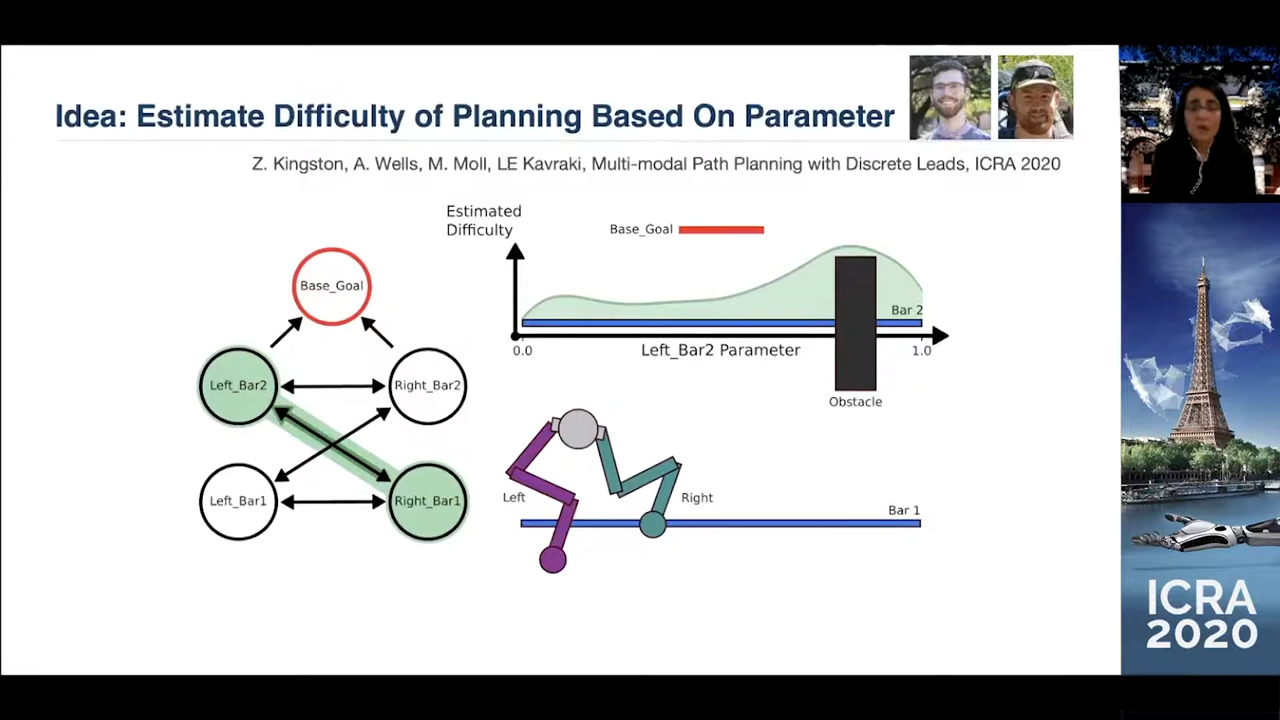 Idea: Estimate Difficulty of Planning Based On Parameter
Z. Kingston, A. Wells, M. Moll, LE Kavraki, Multi-modal Path Planning with Discrete Leads, ICRA 2020
Estimated
Difficulty
Base_Goal
Base_Goal
Bar 2
0.0
Left_Bar2 Parameter
1.0
Left_Bar2
Right_Bar2
Obstacle
Left_Bar1
Right_Bar1
Left
Right
Bar 1
ICRA
2020